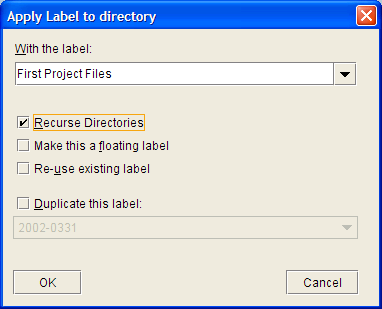 Apply Label to directory
With the label:
First Project Files
Recurse Directories
Make this a floating label
Re-use existing label
Duplicate this label:
2002-0331
OK Cancel